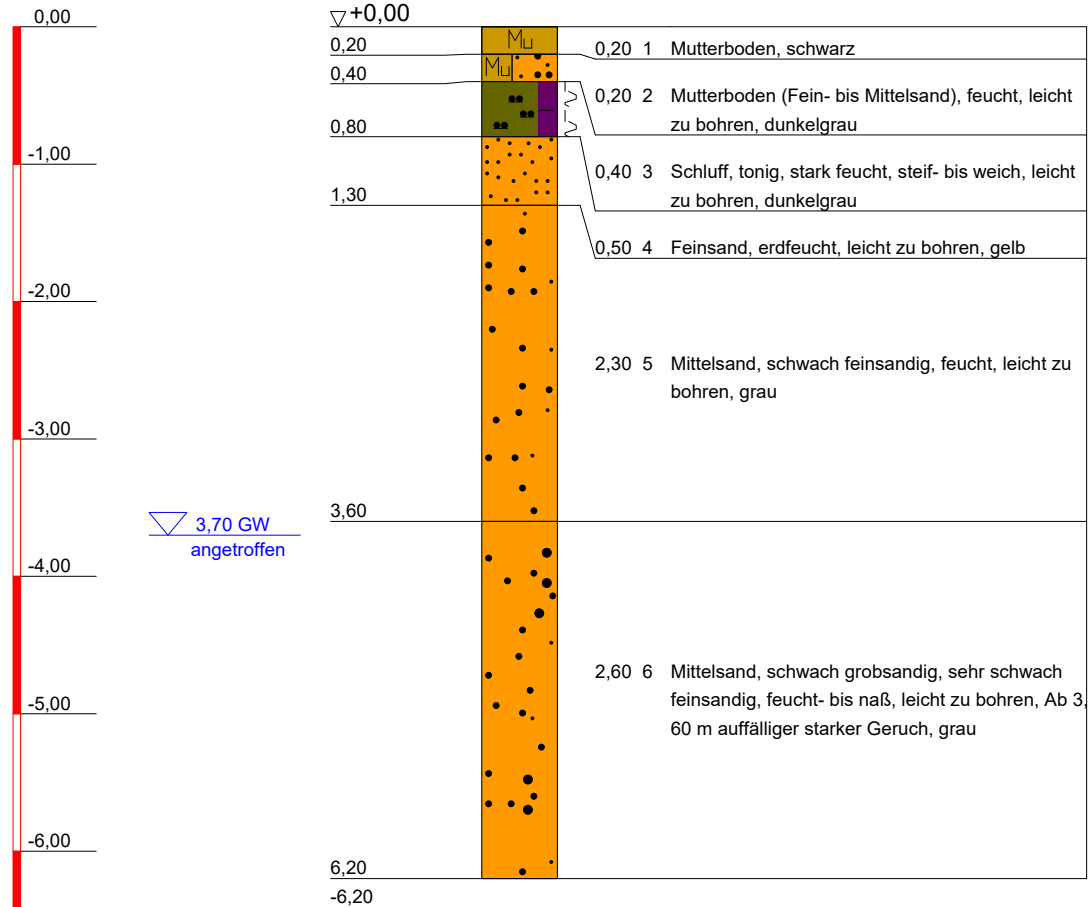 0,00
+0,00
Mu
0,20
0,20 1 Mutterboden, schwarz
Mu
0,40
0,20 2 Mutterboden (Fein- bis Mittelsand), feucht, leicht
zu bohren, dunkelgrau
0,80
-1,00
0,40 3 Schluff, tonig, stark feucht, steif- bis weich, leicht
zu bohren, dunkelgrau
1,30
0,50 4 Feinsand, erdfeucht, leicht zu bohren, gelb
-2,00
2,30 5 Mittelsand, schwach feinsandig, feucht, leicht zu
bohren, grau
-3,00
3,60
3,70 GW
angetroffen
-4,00
2,60 6 Mittelsand, schwach grobsandig, sehr schwach
feinsandig, feucht- bis naß, leicht zu bohren, Ab 3,
60 m auffälliger starker Geruch, grau
-5,00
-6,00
6,20
-6,20